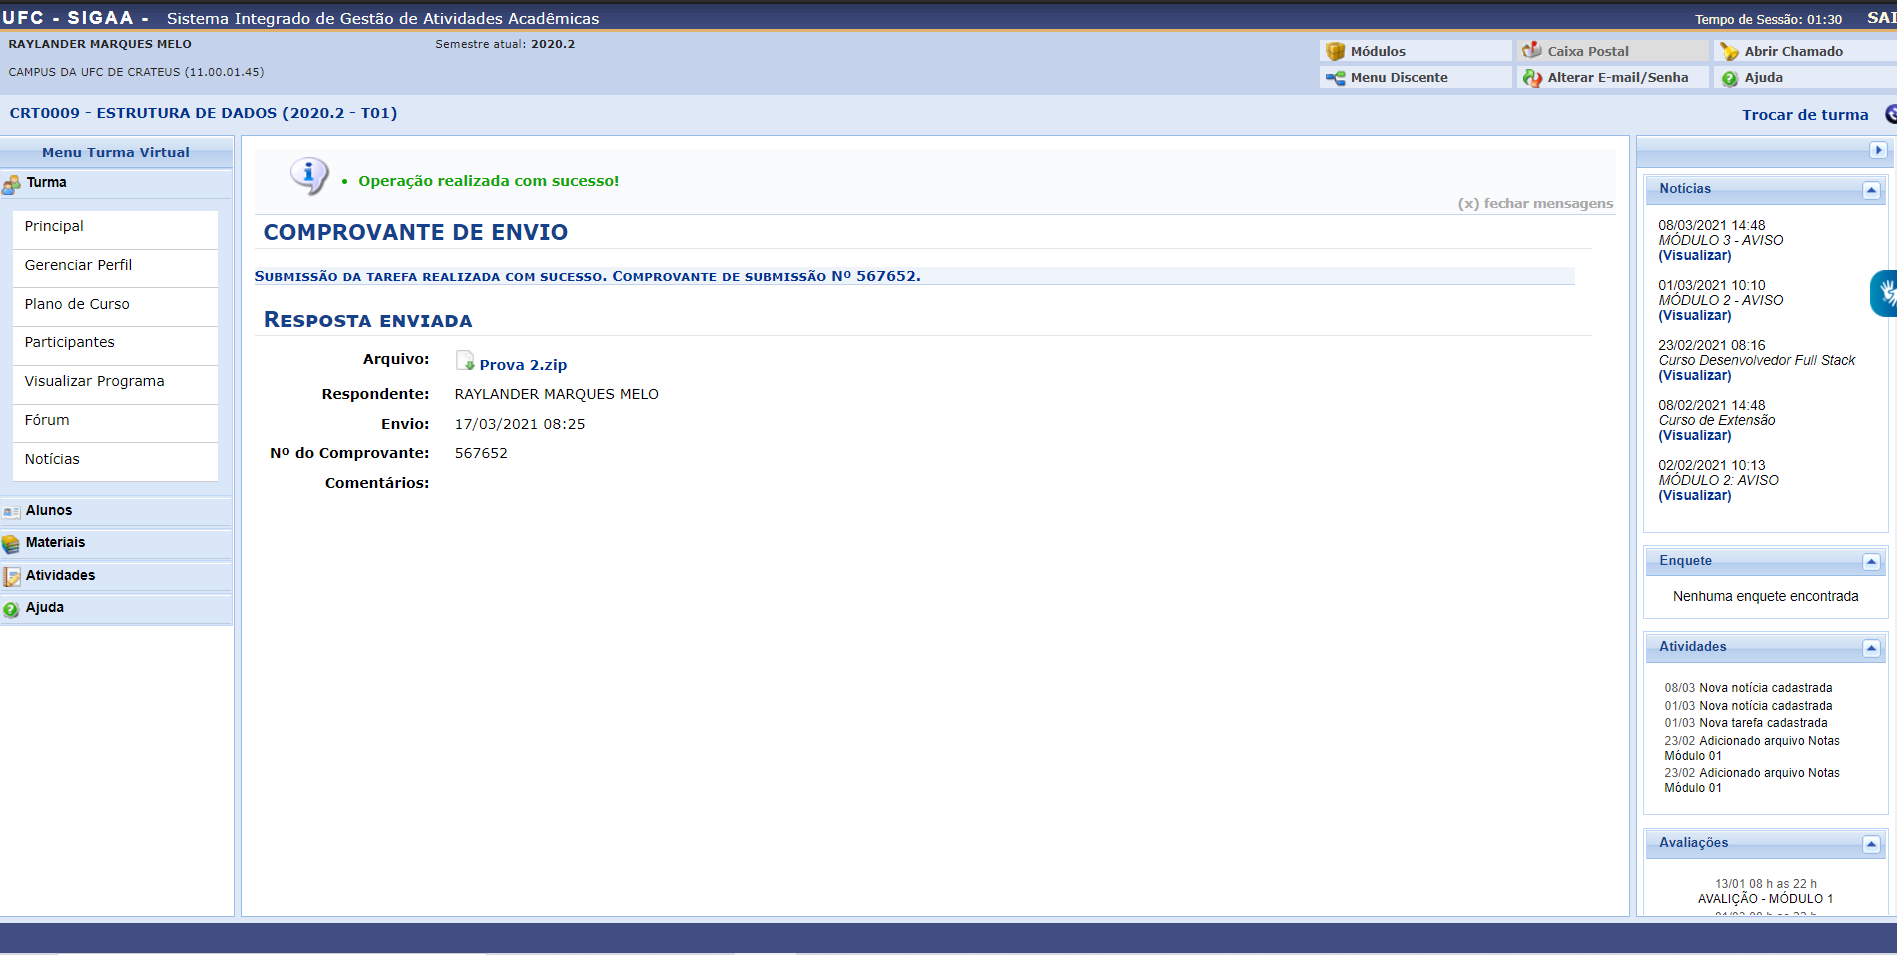 UFC - SIGAA - Sistema Integrado de Gestão de Atividades Acadêmicas
Tempo de Sessão: 01:30 SAI
RAYLANDER MARQUES MELO
Semestre atual: 2020.2
CAMPUS DA UFC DE CRATEUS (11.00.01.45)
Módulos
Caixa Postal
Abrir Chamado
Menu Discente
Alterar E-mail/Senha
Ajuda
CRT0009 - ESTRUTURA DE DADOS (2020.2 - T01)
Trocar de turma
Menu Turma Virtual
Turma
Principal
Gerenciar Perfil
Plano de Curso
Participantes
Visualizar Programa
Fórum
Notícias
Alunos
Materiais
Atividades
Ajuda
• Operação realizada com sucesso!
(x) fechar mensagens
COMPROVANTE DE ENVIO
Submissão da tarefa realizada com sucesso. Comprovante de submissão Nº 567652.
Resposta enviada
Arquivo: Prova 2.zip
Respondente: RAYLANDER MARQUES MELO
Envio: 17/03/2021 08:25
Nº do Comprovante: 567652
Comentários:
Notícias
08/03/2021 14:48
MÓDULO 3 - AVISO
(Visualizar)
01/03/2021 10:10
MÓDULO 2 - AVISO
(Visualizar)
23/02/2021 08:16
Curso Desenvolvedor Full Stack
(Visualizar)
08/02/2021 14:48
Curso de Extensão
(Visualizar)
02/02/2021 10:13
MÓDULO 2: AVISO
(Visualizar)
Enquete
Nenhuma enquete encontrada
Atividades
08/03 Nova notícia cadastrada
01/03 Nova notícia cadastrada
01/03 Nova tarefa cadastrada
23/02 Adicionado arquivo Notas
Módulo 01
23/02 Adicionado arquivo Notas
Módulo 01
Avaliações
13/01 08 h as 22 h
AVALIÇÃO - MÓDULO 1